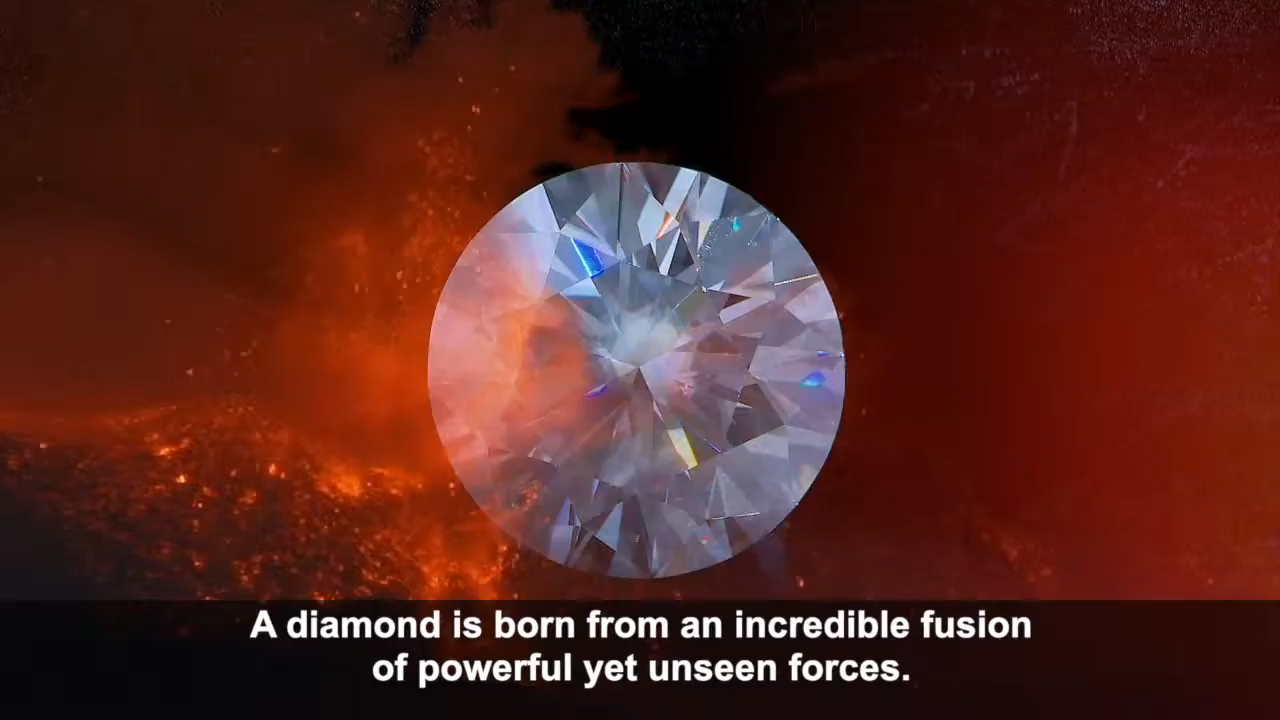 A diamond is born from an incredible fusion
of powerful yet unseen forces.